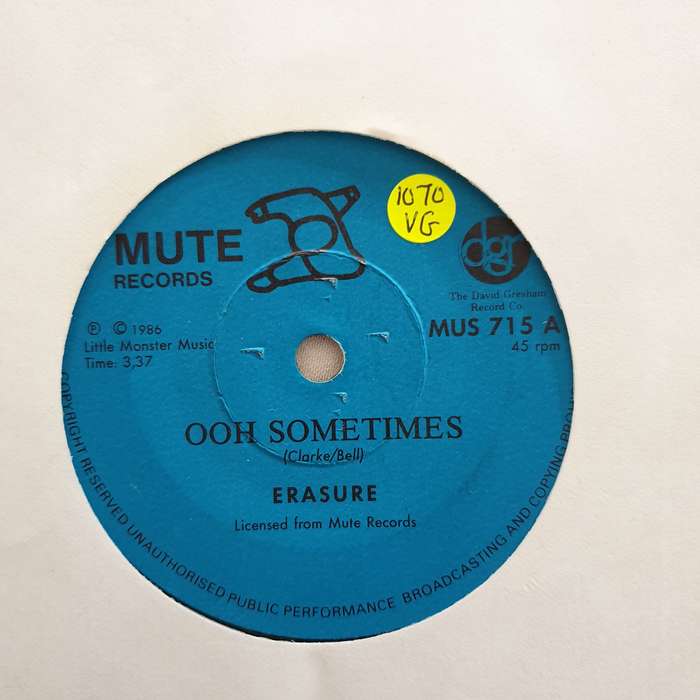 MUTE
RECORDS
1070
VG
dgr
The David Gresham
Record Co.
℗ © 1986
Little Monster Music
Time: 3,37
MUS 715 A
45 rpm
OOH SOMETIMES
(Clarke/Bell)
ERASURE
Licensed from Mute Records
COPYRIGHT RESERVED UNAUTHORISED PUBLIC PERFORMANCE BROADCASTING AND COPYING